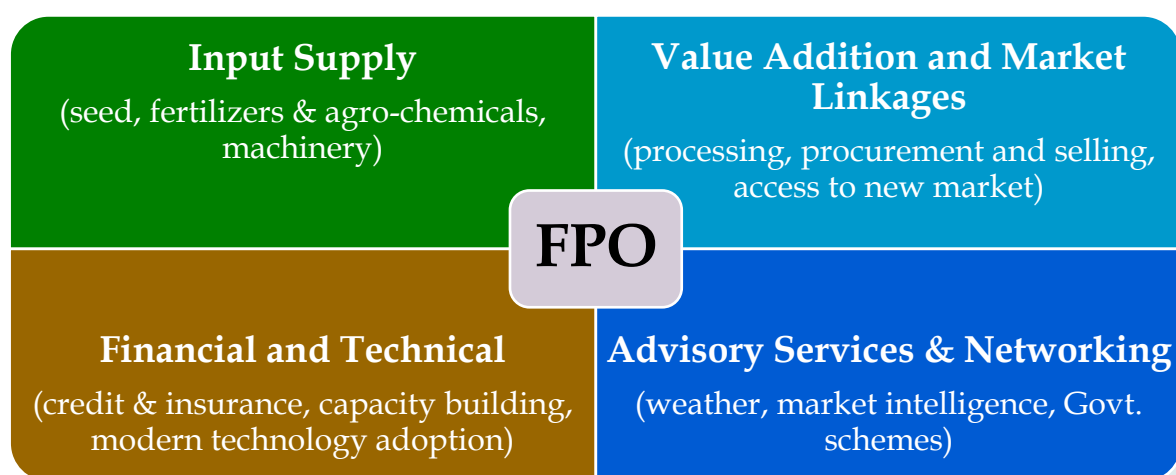 Input Supply
(seed, fertilizers & agro-chemicals,
machinery)
Value Addition and Market
Linkages
(processing, procurement and selling,
access to new market)
FPO
Financial and Technical
(credit & insurance, capacity building,
modern technology adoption)
Advisory Services & Networking
(weather, market intelligence, Govt.
schemes)